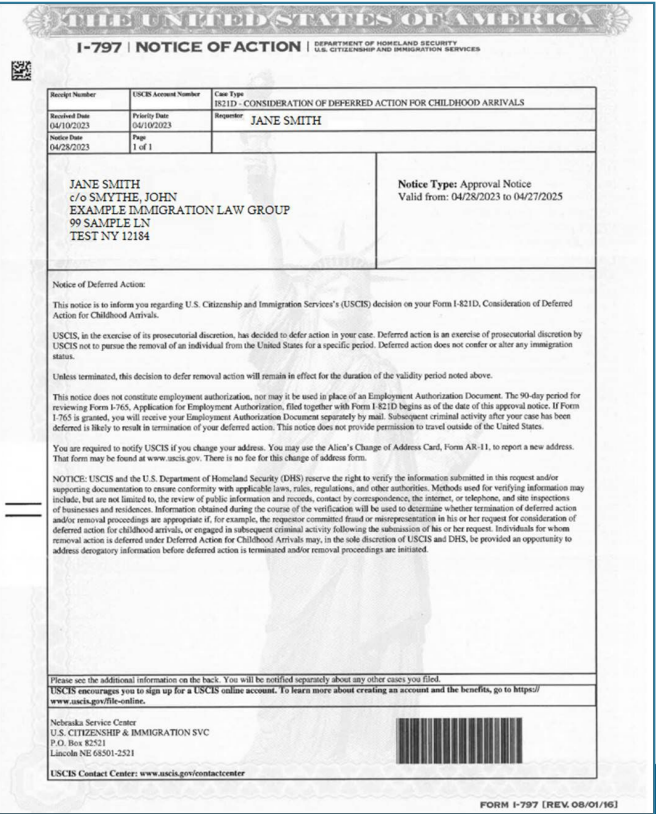 THE UNITED STATES OF AMERICA
I-797 | NOTICE OF ACTION | DEPARTMENT OF HOMELAND SECURITY
U.S. CITIZENSHIP AND IMMIGRATION SERVICES
Receipt Number
USCIS Account Number
Case Type
I821D - CONSIDERATION OF DEFERRED ACTION FOR CHILDHOOD ARRIVALS
Received Date
04/10/2023
Priority Date
04/10/2023
Requestor JANE SMITH
Notice Date
04/28/2023
Page
1 of 1
JANE SMITH
c/o SMYTHE, JOHN
EXAMPLE IMMIGRATION LAW GROUP
99 SAMPLE LN
TEST NY 12184
Notice Type: Approval Notice
Valid from: 04/28/2023 to 04/27/2025
Notice of Deferred Action:
This notice is to inform you regarding U.S. Citizenship and Immigration Services's (USCIS) decision on your Form I-821D, Consideration of Deferred
Action for Childhood Arrivals.
USCIS, in the exercise of its prosecutorial discretion, has decided to defer action in your case. Deferred action is an exercise of prosecutorial discretion by
USCIS not to pursue the removal of an individual from the United States for a specific period. Deferred action does not confer or alter any immigration
status.
Unless terminated, this decision to defer removal action will remain in effect for the duration of the validity period noted above.
This notice does not constitute employment authorization, nor may it be used in place of an Employment Authorization Document. The 90-day period for
reviewing Form I-765, Application for Employment Authorization, filed together with Form I-821D begins as of the date of this approval notice. If Form
I-765 is granted, you will receive your Employment Authorization Document separately by mail. Subsequent criminal activity after your case has been
deferred is likely to result in termination of your deferred action. This notice does not provide permission to travel outside of the United States.
You are required to notify USCIS if you change your address. You may use the Alien's Change of Address Card, Form AR-11, to report a new address.
That form may be found at www.uscis.gov. There is no fee for this change of address form.
NOTICE: USCIS and the U.S. Department of Homeland Security (DHS) reserve the right to verify the information submitted in this request and/or
supporting documentation to ensure conformity with applicable laws, rules, regulations, and other authorities. Methods used for verifying information may
include, but are not limited to, the review of public information and records, contact by correspondence, the internet, or telephone, and site inspections
of businesses and residences. Information obtained during the course of the verification will be used to determine whether termination of deferred action
and/or removal proceedings are appropriate if, for example, the requestor committed fraud or misrepresentation in his or her request for consideration of
deferred action for childhood arrivals, or engaged in subsequent criminal activity following the submission of his or her request. Individuals for whom
removal action is deferred under Deferred Action for Childhood Arrivals may, in the sole discretion of USCIS and DHS, be provided an opportunity to
address derogatory information before deferred action is terminated and/or removal proceedings are initiated.
Please see the additional information on the back. You will be notified separately about any other cases you filed.
USCIS encourages you to sign up for a USCIS online account. To learn more about creating an account and the benefits, go to https://
www.uscis.gov/file-online.
Nebraska Service Center
U.S. CITIZENSHIP & IMMIGRATION SVC
P.O. Box 82521
Lincoln NE 68501-2521
USCIS Contact Center: www.uscis.gov/contactcenter
FORM I-797 [REV. 08/01/16]